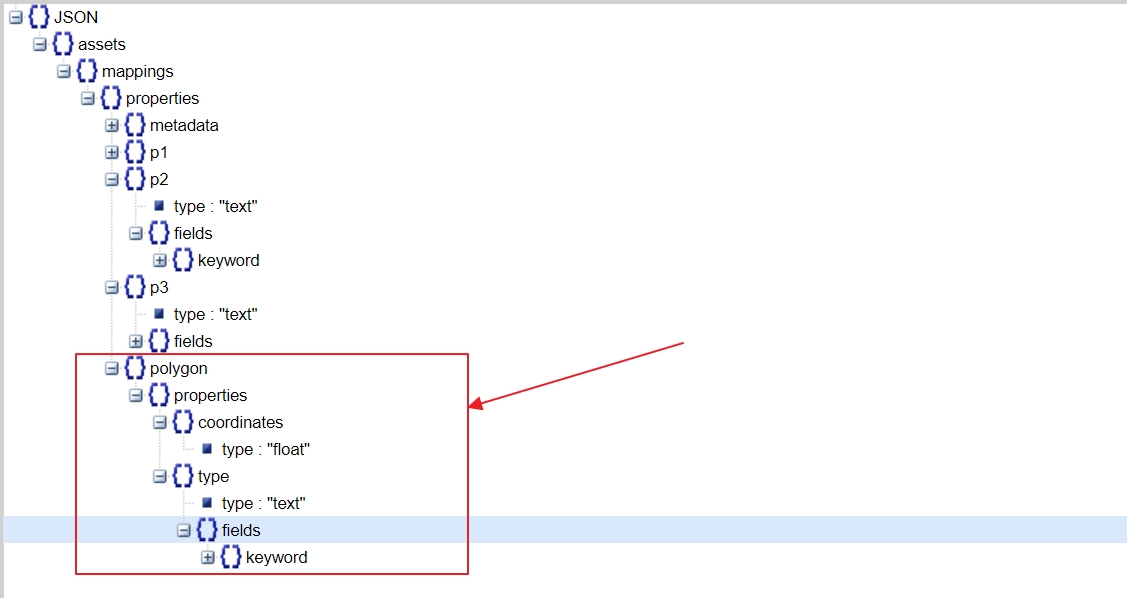 JSON
assets
mappings
properties
metadata
p1
p2
type : "text"
fields
keyword
p3
type : "text"
fields
polygon
properties
coordinates
type : "float"
type
type : "text"
fields
keyword